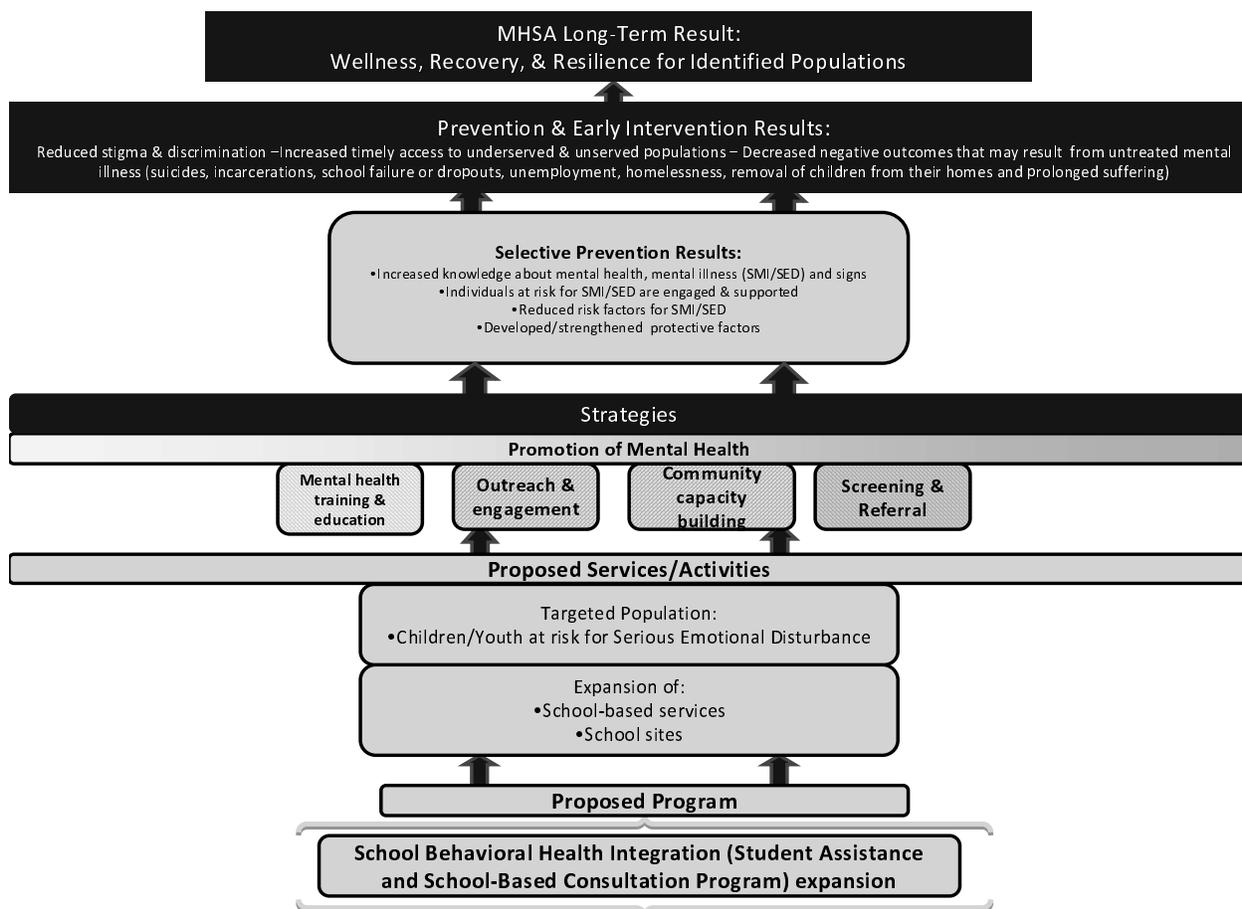 MHSA Long-Term Result:
Wellness, Recovery, & Resilience for Identified Populations
Prevention & Early Intervention Results:
Reduced stigma & discrimination –Increased timely access to underserved & unserved populations – Decreased negative outcomes that may result from untreated mental
illness (suicides, incarcerations, school failure or dropouts, unemployment, homelessness, removal of children from their homes and prolonged suffering)
Selective Prevention Results:
•Increased knowledge about mental health, mental illness (SMI/SED) and signs
•Individuals at risk for SMI/SED are engaged & supported
•Reduced risk factors for SMI/SED
•Developed/strengthened protective factors
Strategies
Promotion of Mental Health
Mental health
training &
education
Outreach &
engagement
Community
capacity
building
Screening &
Referral
Proposed Services/Activities
Targeted Population:
•Children/Youth at risk for Serious Emotional Disturbance
Expansion of:
•School-based services
•School sites
Proposed Program
School Behavioral Health Integration (Student Assistance
and School-Based Consultation Program) expansion